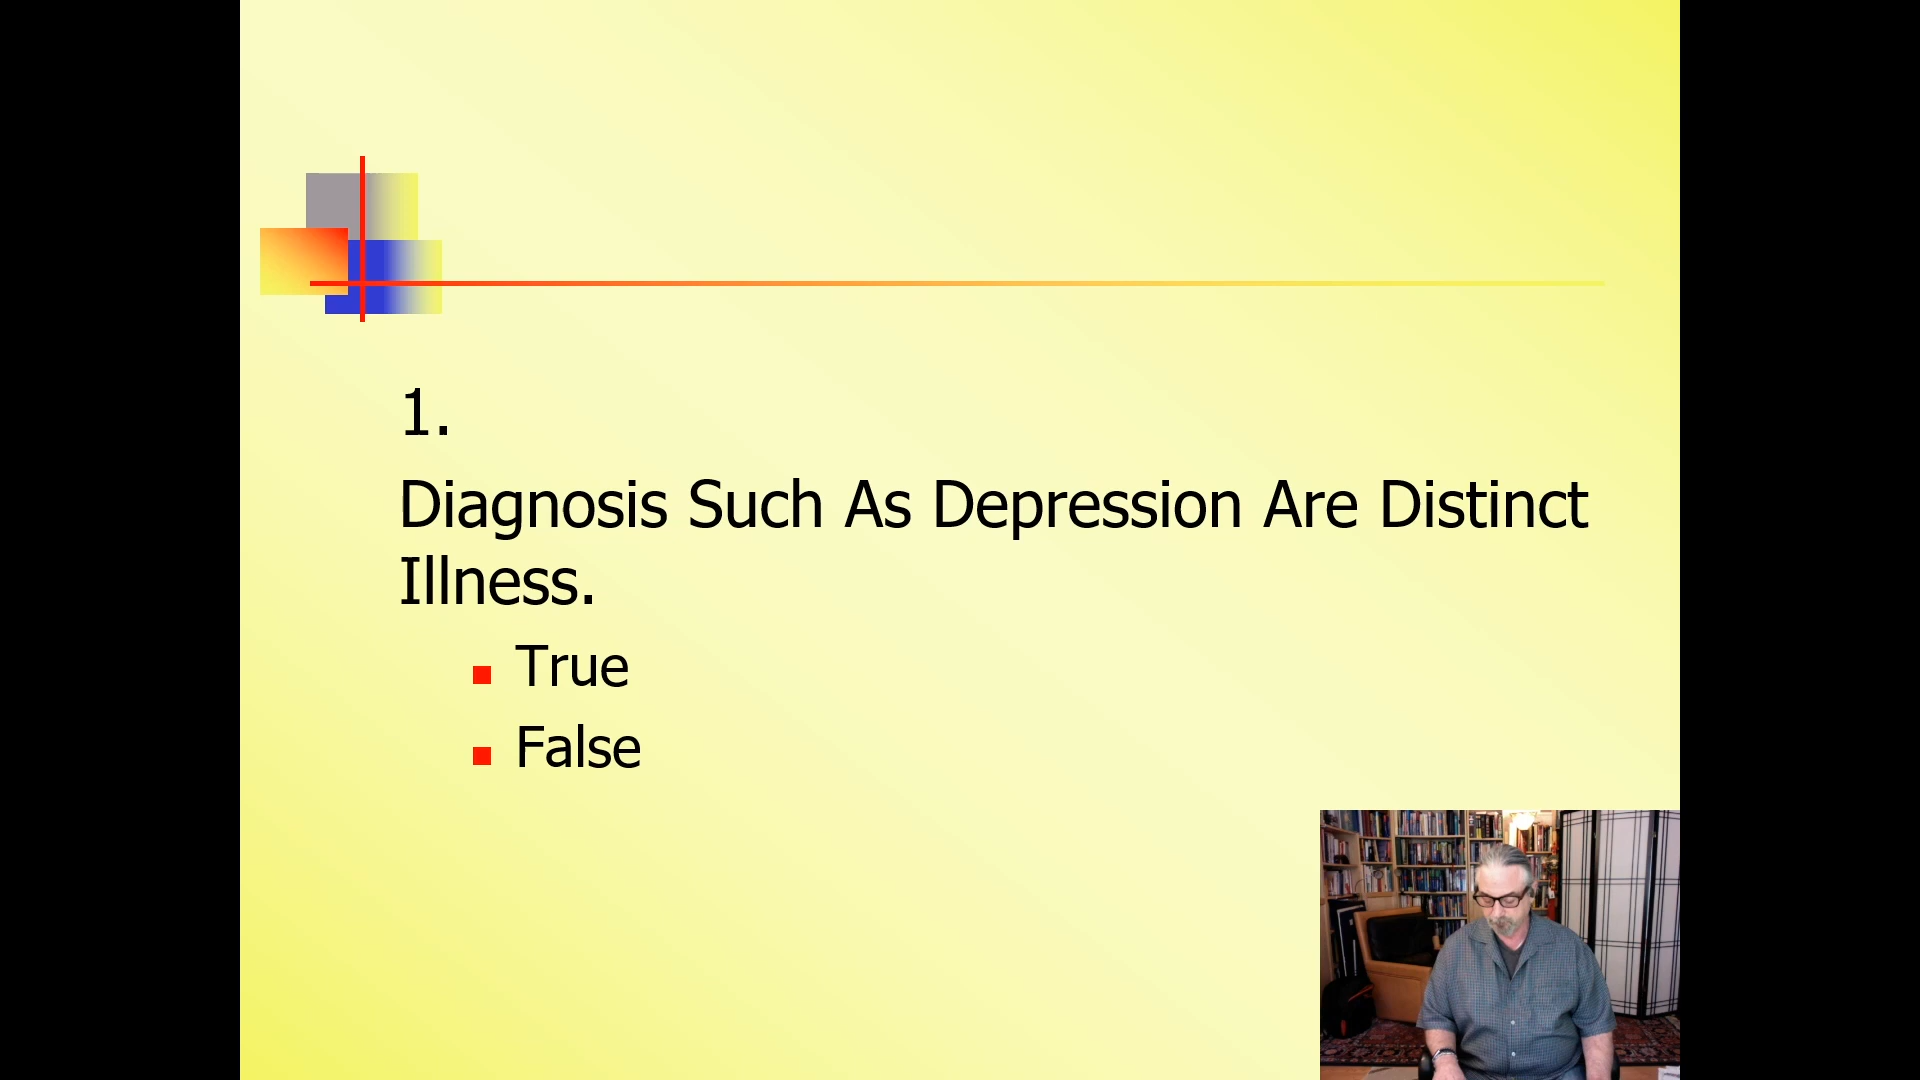 1.
Diagnosis Such As Depression Are Distinct
Illness.
True
False